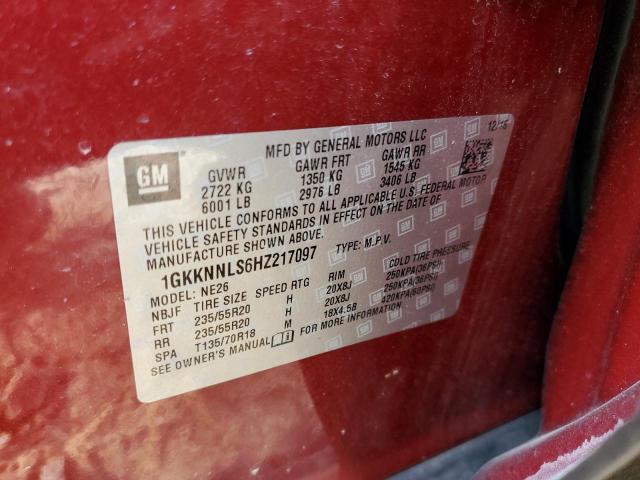 GM
MFD BY GENERAL MOTORS LLC
GVWR GAWR FRT GAWR RR
2722 KG 1350 KG 1545 KG
6001 LB 2976 LB 3406 LB
THIS VEHICLE CONFORMS TO ALL APPLICABLE U.S. FEDERAL MOTOR
VEHICLE SAFETY STANDARDS IN EFFECT ON THE DATE OF
MANUFACTURE SHOWN ABOVE.
1GKKNNLS6HZ217097 TYPE: M.P.V.
MODEL: NE26
NBJF TIRE SIZE SPEED RTG RIM COLD TIRE PRESSURE
FRT 235/55R20 H 20X8J 250KPA(36PSI)
RR 235/55R20 H 20X8J 250KPA(36PSI)
SPA T135/70R18 M 18X4.5B 420KPA(60PSI)
SEE OWNER'S MANUAL FOR MORE INFORMATION